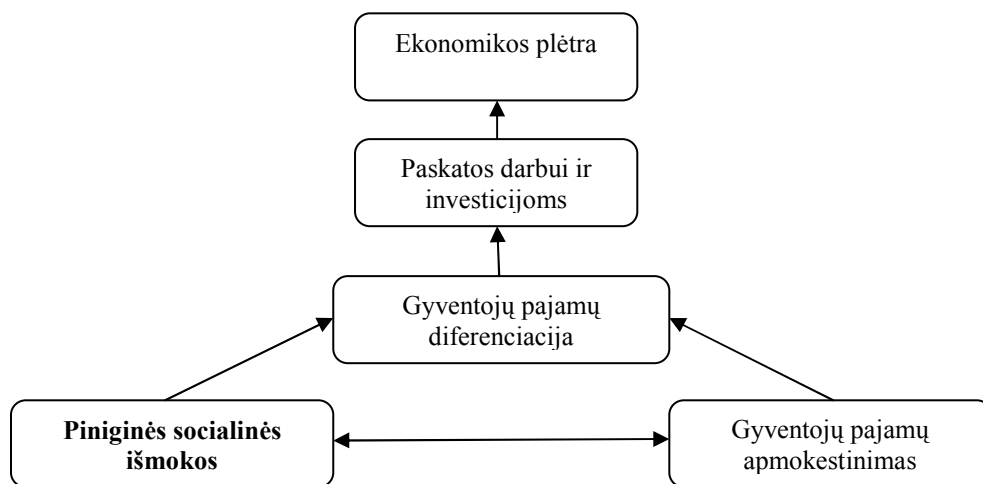 Ekonomikos plėtra
Paskatos darbui ir
investicijoms
Gyventojų pajamų
diferenciacija
Piniginės socialinės
išmokos
Gyventojų pajamų
apmokestinimas